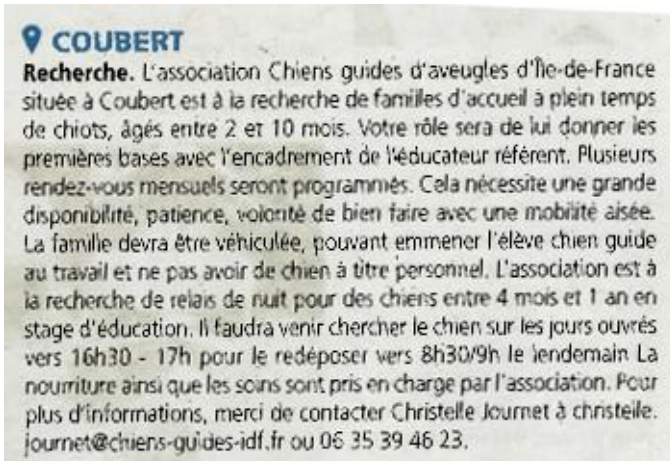 COUBERT
Recherche. L'association Chiens guides d'aveugles d'Île-de-France
située à Coubert est à la recherche de familles d'accueil à plein temps
de chiots, âgés entre 2 et 10 mois. Votre rôle sera de lui donner les
premières bases avec l'encadrement de l'éducateur référent. Plusieurs
rendez-vous mensuels seront programmés. Cela nécessite une grande
disponibilité, patience, volonté de bien faire avec une mobilité aisée.
La famille devra être véhiculée, pouvant emmener l'élève chien guide
au travail et ne pas avoir de chien à titre personnel. L'association est à
la recherche de relais de nuit pour des chiens entre 4 mois et 1 an en
stage d'éducation. Il faudra venir chercher le chien sur les jours ouvrés
vers 16h30 - 17h pour le redéposer vers 8h30/9h le lendemain La
nourriture ainsi que les soins sont pris en charge par l'association. Pour
plus d'informations, merci de contacter Christelle Journet à christelle.
journet@chiens-guides-idf.fr ou 06 35 39 46 23.